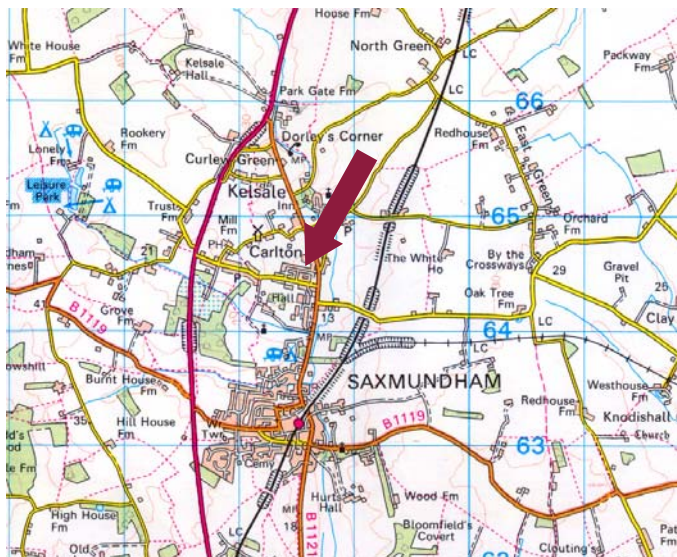 House Fm
White House Fm
North Green
LC
Packway Fm
Kelsale Hall
Park Gate Fm
LC
66
Rookery Fm
Dorley's Corner
Redhouse Fm
East Green
Lonely Fm
MP
Curley Green
Leisure Park
Kelsale
Trusts Fm
Inn
65
Orchard Fm
Fm
Mill Fm
P
21
PH
Carlton
The White Ho
By the Crossways
29
Gravel Pit
41
Hall
Oak Tree Fm
26
Grove Fm
B1119
13
64
LC
Clay
MP
Burnt House Fm
SAXMUNDHAM
LC
Westhouse Fm
Redhouse Fm
Knodishall
35
Hill House Fm
Wr Twr
B1119
Church
63
Cemy
Hurts Hall
Wood Fm
High House Fm
MP
18
B1121
Bloomfield's Covert
Old
LC
Clouting's